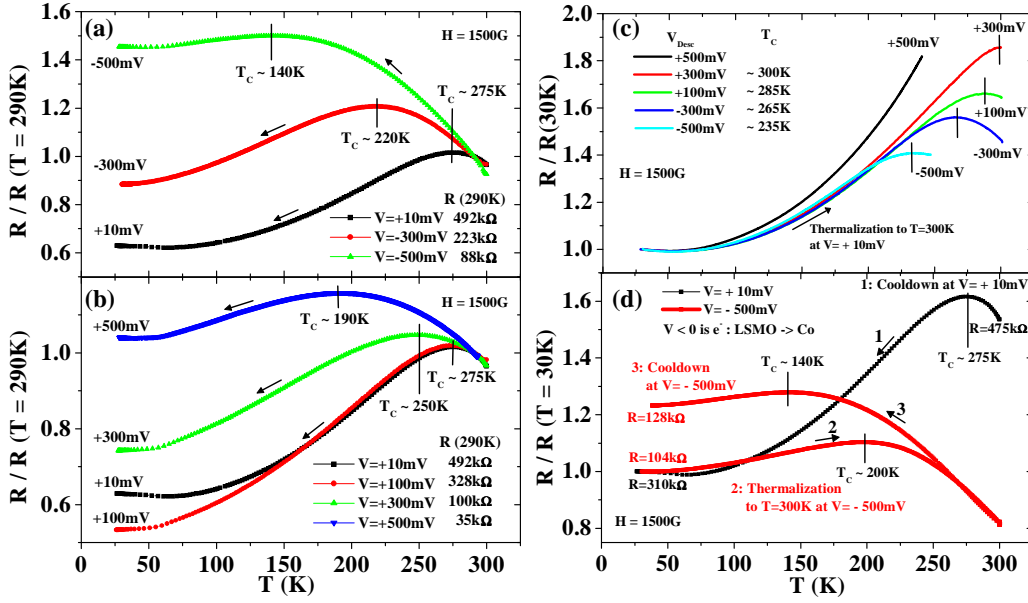 (a)
H = 1500G
-500mV
T_C ~ 140K
T_C ~ 275K
T_C ~ 220K
-300mV
+10mV
R (290K)
V=+10mV 492kΩ
V=-300mV 223kΩ
V=-500mV 88kΩ
R / R (T = 290K)
1.6
1.4
1.2
1.0
0.8
0.6
(b)
H = 1500G
+500mV
T_C ~ 190K
T_C ~ 275K
T_C ~ 250K
+300mV
+10mV
+100mV
R (290K)
V=+10mV 492kΩ
V=+100mV 328kΩ
V=+300mV 100kΩ
V=+500mV 35kΩ
R / R (T = 290K)
1.0
0.8
0.6
0 50 100 150 200 250 300
T (K)
(c)
V_Desc T_C
+500mV
+300mV ~ 300K
+100mV ~ 285K
-300mV ~ 265K
-500mV ~ 235K
+500mV
+300mV
+100mV
-300mV
-500mV
H = 1500G
Thermalization to T=300K
at V= + 10mV
R / R(30K)
2.0
1.8
1.6
1.4
1.2
1.0
(d)
V= + 10mV
V= - 500mV
V < 0 is e⁻ : LSMO -> Co
1: Cooldown at V= + 10mV
R=475kΩ
T_C ~ 275K
1
T_C ~ 140K
3: Cooldown
at V= - 500mV
R=128kΩ
3
2
R=104kΩ
R=310kΩ
T_C ~ 200K
2: Thermalization
to T=300K at V= - 500mV
H = 1500G
R / R (T = 30K)
1.6
1.4
1.2
1.0
0.8
0 50 100 150 200 250 300
T (K)